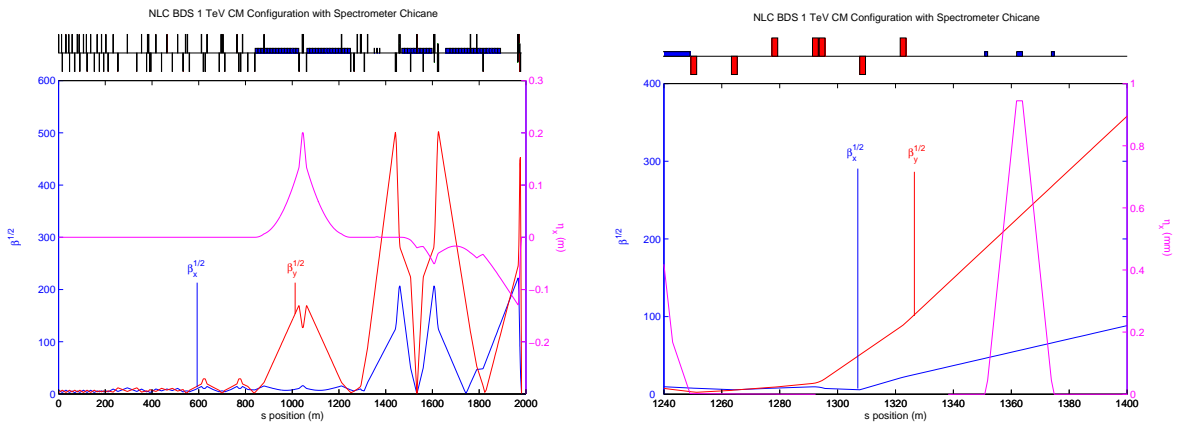 NLC BDS 1 TeV CM Configuration with Spectrometer Chicane
600
500
400
300
200
100
0
β^1/2
β_x^1/2
β_y^1/2
0.3
0.2
0.1
0
−0.1
−0.2
η_x (m)
0 200 400 600 800 1000 1200 1400 1600 1800 2000
s position (m)
NLC BDS 1 TeV CM Configuration with Spectrometer Chicane
400
300
200
100
0
β^1/2
β_x^1/2
β_y^1/2
1
0.8
0.6
0.4
0.2
0
η_x (mm)
1240 1260 1280 1300 1320 1340 1360 1380 1400
s position (m)